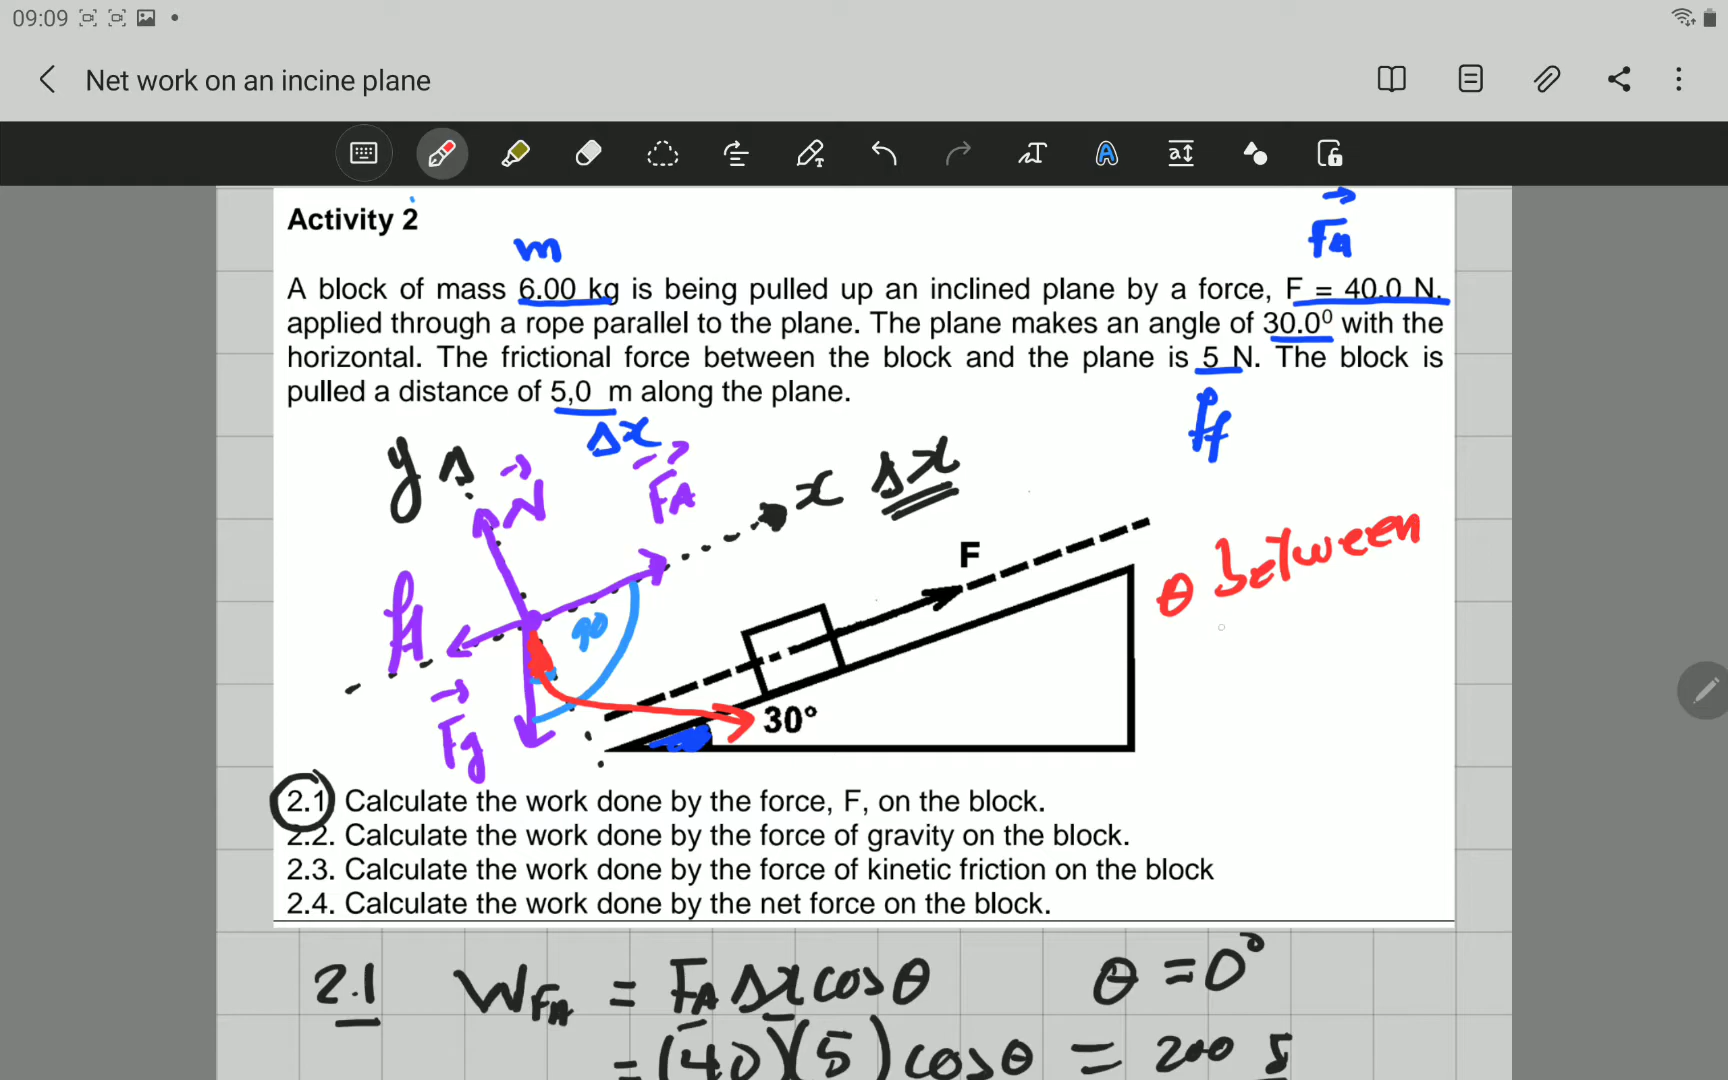 09:09
Net work on an incine plane
Activity 2
m
F⃗A
A block of mass 6.00 kg is being pulled up an inclined plane by a force, F = 40.0 N,
applied through a rope parallel to the plane. The plane makes an angle of 30.0⁰ with the
horizontal. The frictional force between the block and the plane is 5 N. The block is
pulled a distance of 5,0 m along the plane.
Δx
ff
y
N⃗
F⃗A
x Δx
F
θ between
ff
90
F⃗g
30°
2.1 Calculate the work done by the force, F, on the block.
2.2. Calculate the work done by the force of gravity on the block.
2.3. Calculate the work done by the force of kinetic friction on the block
2.4. Calculate the work done by the net force on the block.
2.1 WFA = FA Δx cosθ θ = 0°
= (40)(5) cosθ = 200 J